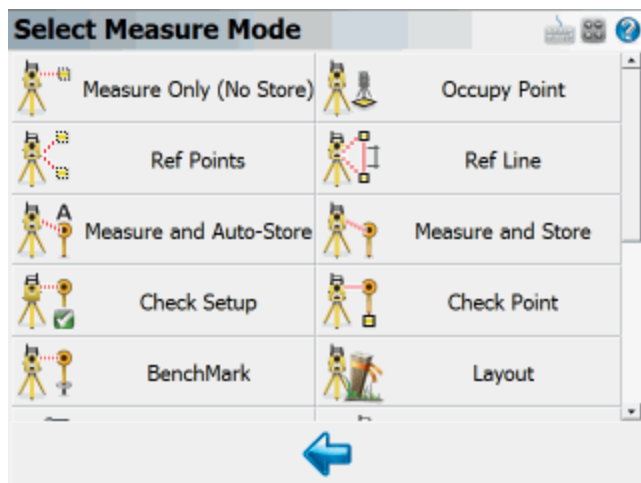 Select Measure Mode
Measure Only (No Store) Occupy Point
Ref Points Ref Line
A
Measure and Auto-Store Measure and Store
Check Setup Check Point
BenchMark Layout